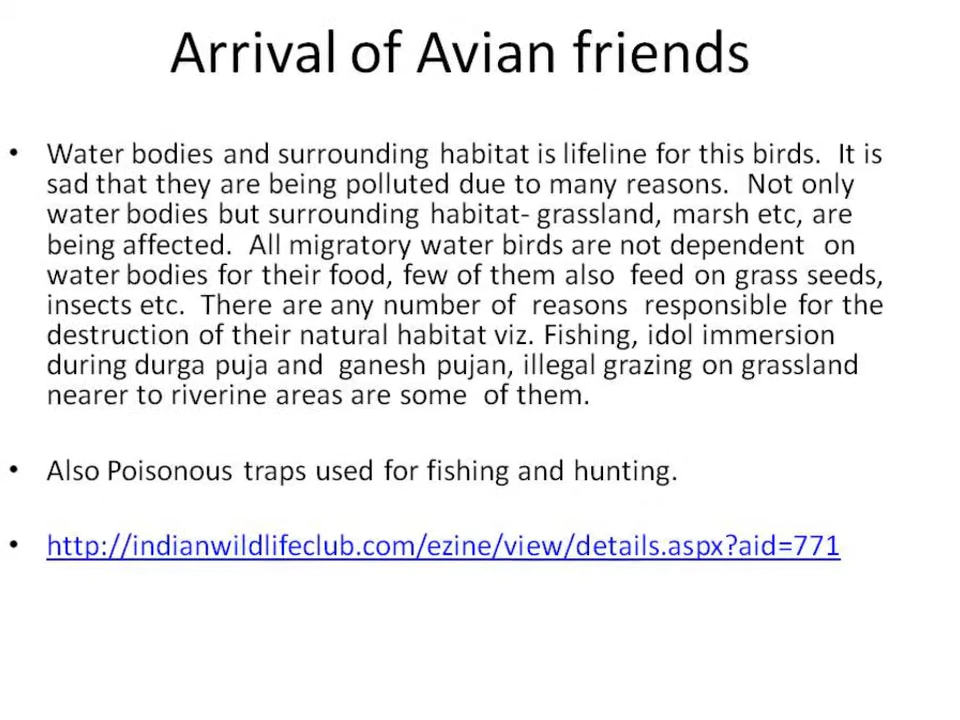 Arrival of Avian friends
• Water bodies and surrounding habitat is lifeline for this birds. It is
sad that they are being polluted due to many reasons. Not only
water bodies but surrounding habitat- grassland, marsh etc, are
being affected. All migratory water birds are not dependent on
water bodies for their food, few of them also feed on grass seeds,
insects etc. There are any number of reasons responsible for the
destruction of their natural habitat viz. Fishing, idol immersion
during durga puja and ganesh pujan, illegal grazing on grassland
nearer to riverine areas are some of them.
• Also Poisonous traps used for fishing and hunting.
• http://indianwildlifeclub.com/ezine/view/details.aspx?aid=771